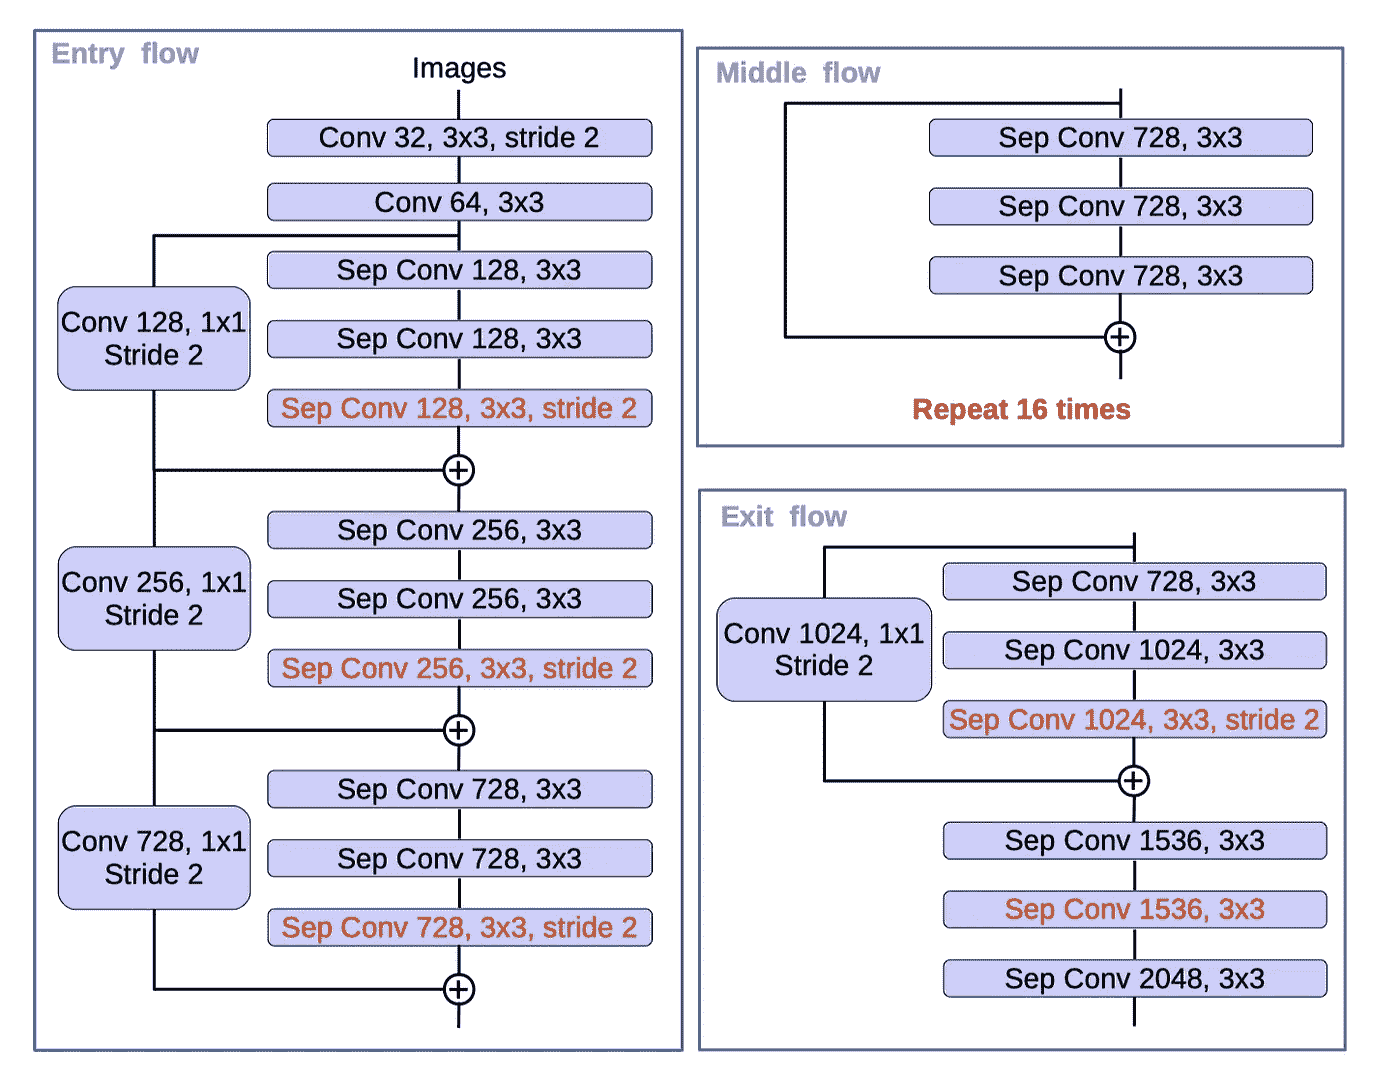 Entry flow
Images
Conv 32, 3x3, stride 2
Conv 64, 3x3
Sep Conv 128, 3x3
Conv 128, 1x1
Stride 2
Sep Conv 128, 3x3
Sep Conv 128, 3x3, stride 2
Sep Conv 256, 3x3
Conv 256, 1x1
Stride 2
Sep Conv 256, 3x3
Sep Conv 256, 3x3, stride 2
Sep Conv 728, 3x3
Conv 728, 1x1
Stride 2
Sep Conv 728, 3x3
Sep Conv 728, 3x3, stride 2
Middle flow
Sep Conv 728, 3x3
Sep Conv 728, 3x3
Sep Conv 728, 3x3
Repeat 16 times
Exit flow
Sep Conv 728, 3x3
Conv 1024, 1x1
Stride 2
Sep Conv 1024, 3x3
Sep Conv 1024, 3x3, stride 2
Sep Conv 1536, 3x3
Sep Conv 1536, 3x3
Sep Conv 2048, 3x3